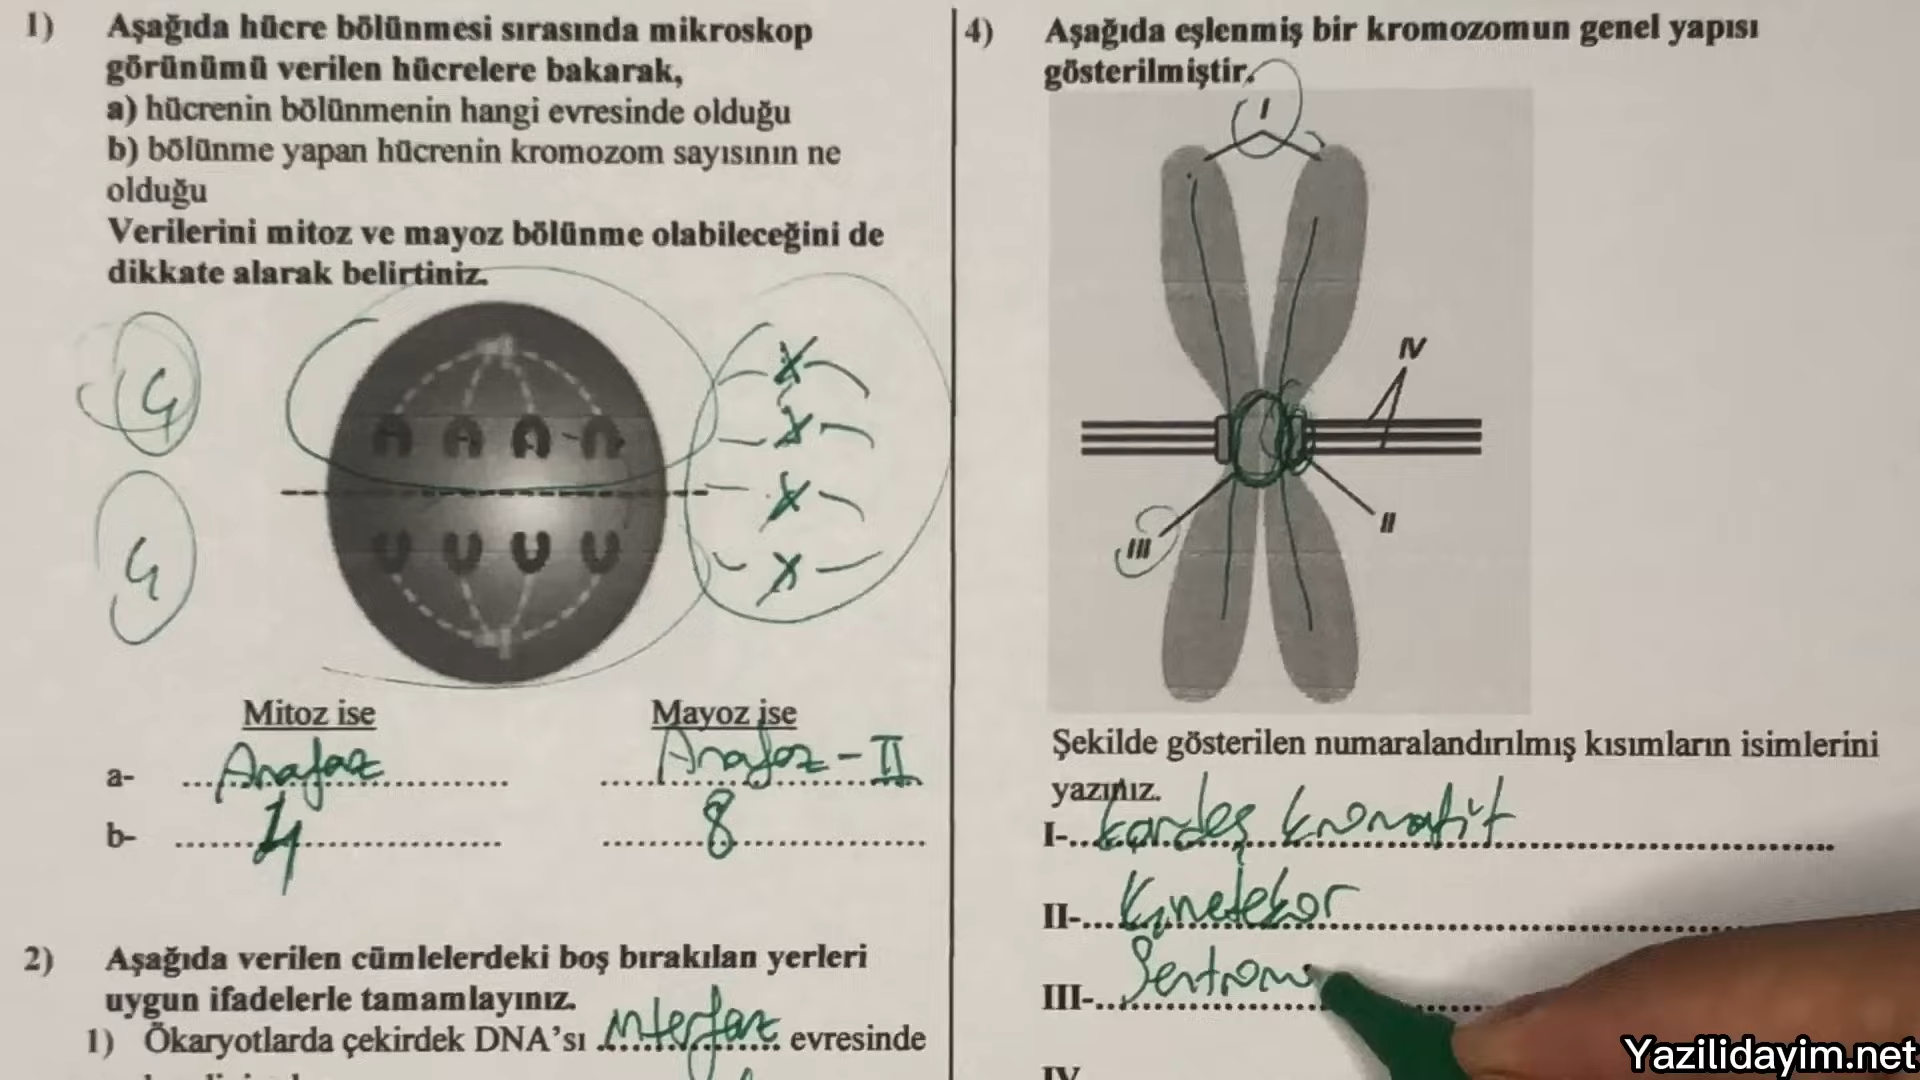 1) Aşağıda hücre bölünmesi sırasında mikroskop
görünümü verilen hücrelere bakarak,
a) hücrenin bölünmenin hangi evresinde olduğu
b) bölünme yapan hücrenin kromozom sayısının ne
olduğu
Verilerini mitoz ve mayoz bölünme olabileceğini de
dikkate alarak belirtiniz.
4
4
Mitoz ise Mayoz ise
a- Anafaz Anafaz - II
b- 4 8
2) Aşağıda verilen cümlelerdeki boş bırakılan yerleri
uygun ifadelerle tamamlayınız.
1) Ökaryotlarda çekirdek DNA’sı interfaz evresinde
4) Aşağıda eşlenmiş bir kromozomun genel yapısı
gösterilmiştir.
I
IV
II
III
Şekilde gösterilen numaralandırılmış kısımların isimlerini
yazınız.
I- Kardeş kromatit
II- Kinetekor
III- Sentrom
IV
Yazilidayim.net